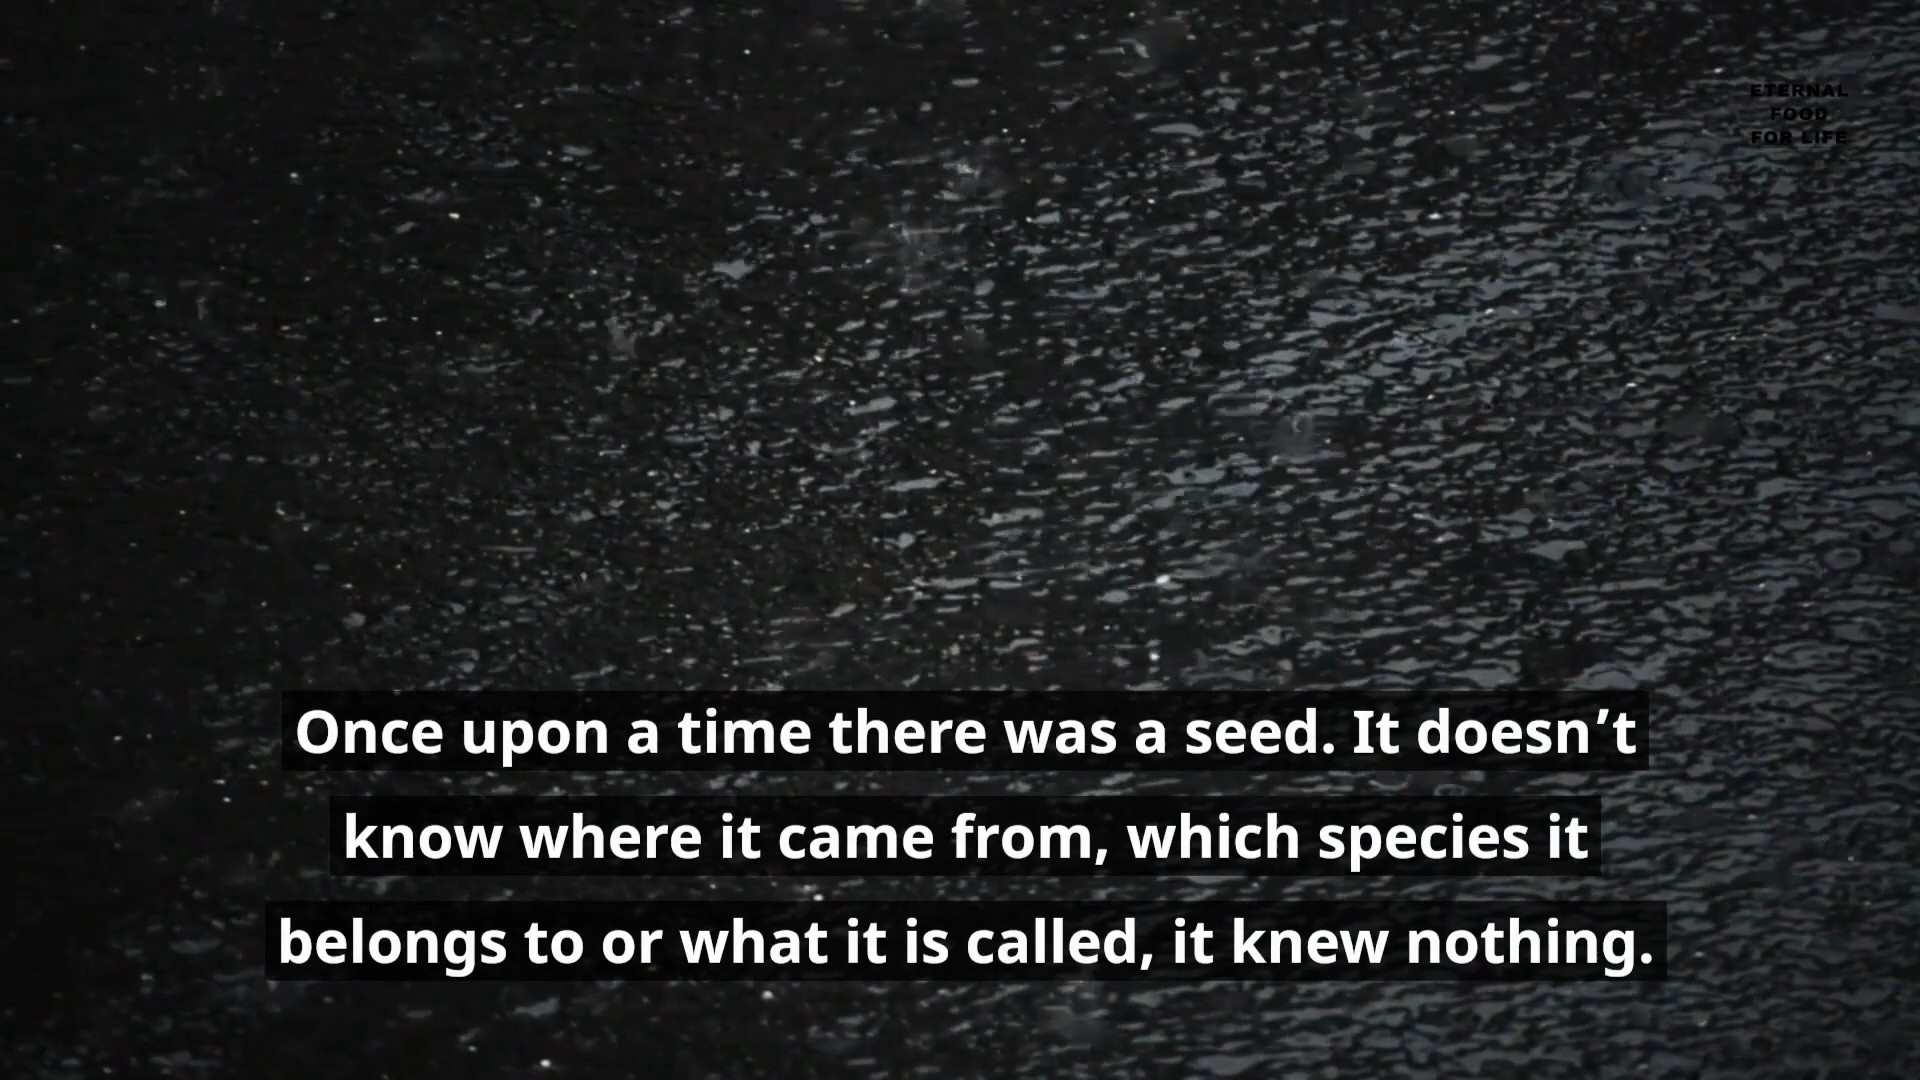 ETERNAL
FOOD
FOR LIFE
Once upon a time there was a seed. It doesn’t
know where it came from, which species it
belongs to or what it is called, it knew nothing.